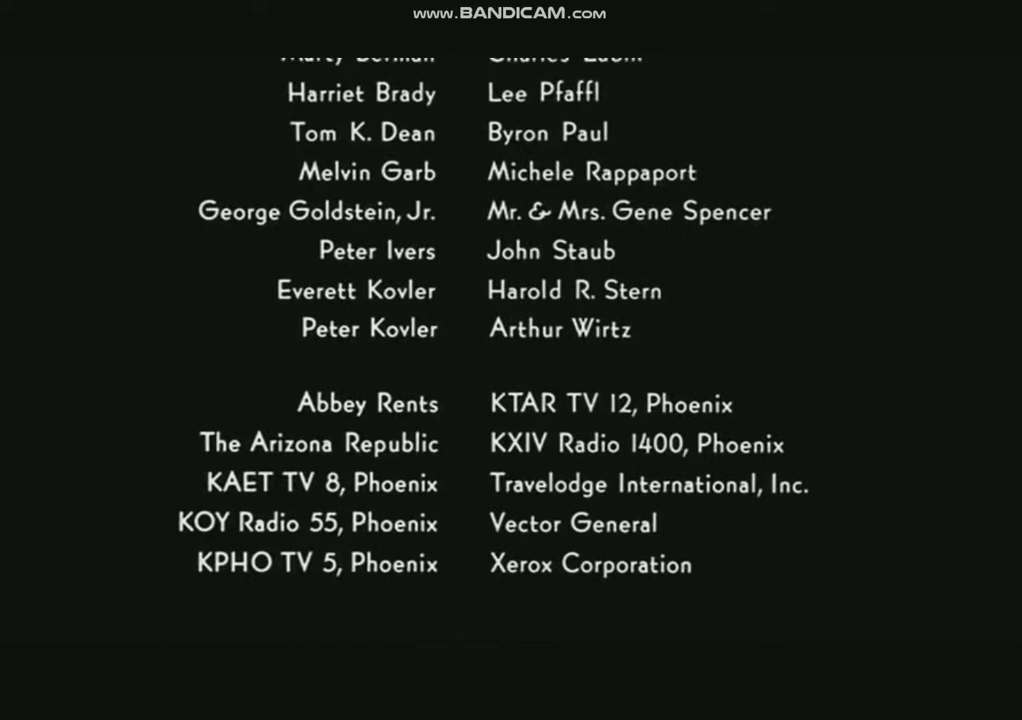 www.BANDICAM.com
Harriet Brady Lee Pfaffl
Tom K. Dean Byron Paul
Melvin Garb Michele Rappaport
George Goldstein, Jr. Mr. & Mrs. Gene Spencer
Peter Ivers John Staub
Everett Kovler Harold R. Stern
Peter Kovler Arthur Wirtz
Abbey Rents KTAR TV 12, Phoenix
The Arizona Republic KXIV Radio 1400, Phoenix
KAET TV 8, Phoenix Travelodge International, Inc.
KOY Radio 55, Phoenix Vector General
KPHO TV 5, Phoenix Xerox Corporation